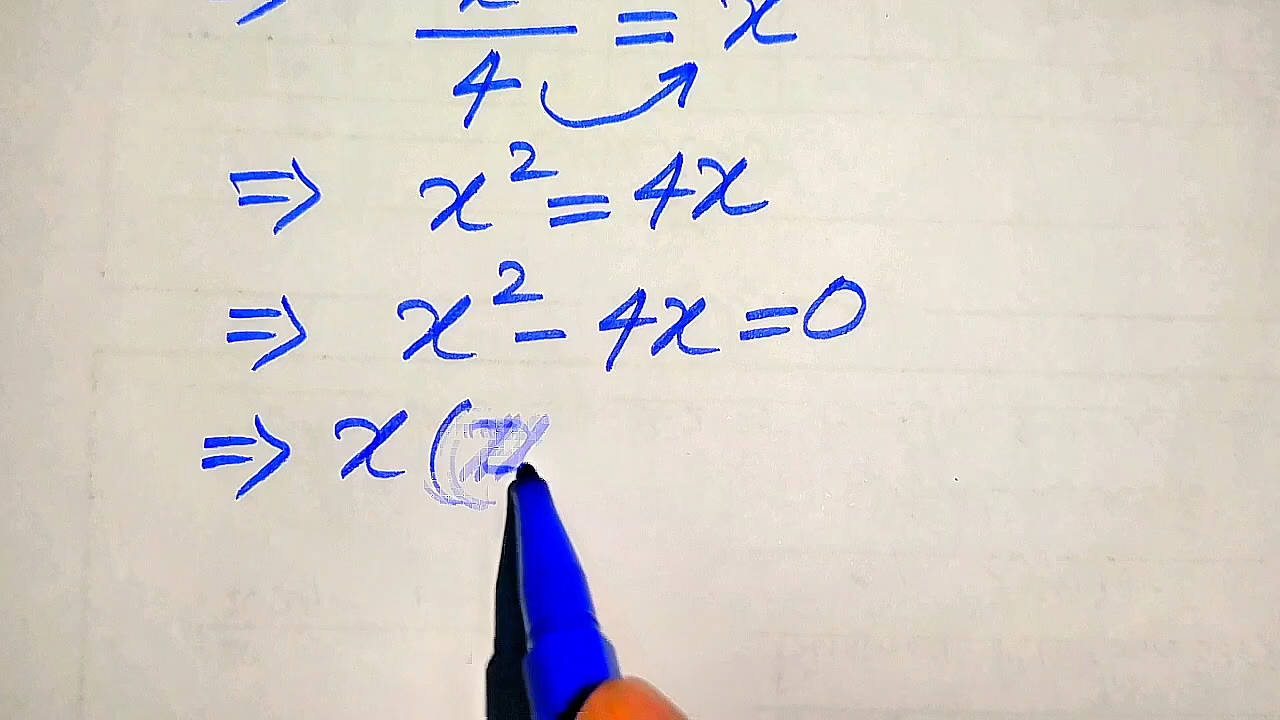 4 = x
⇒ x² = 4x
⇒ x² - 4x = 0
⇒ x (x